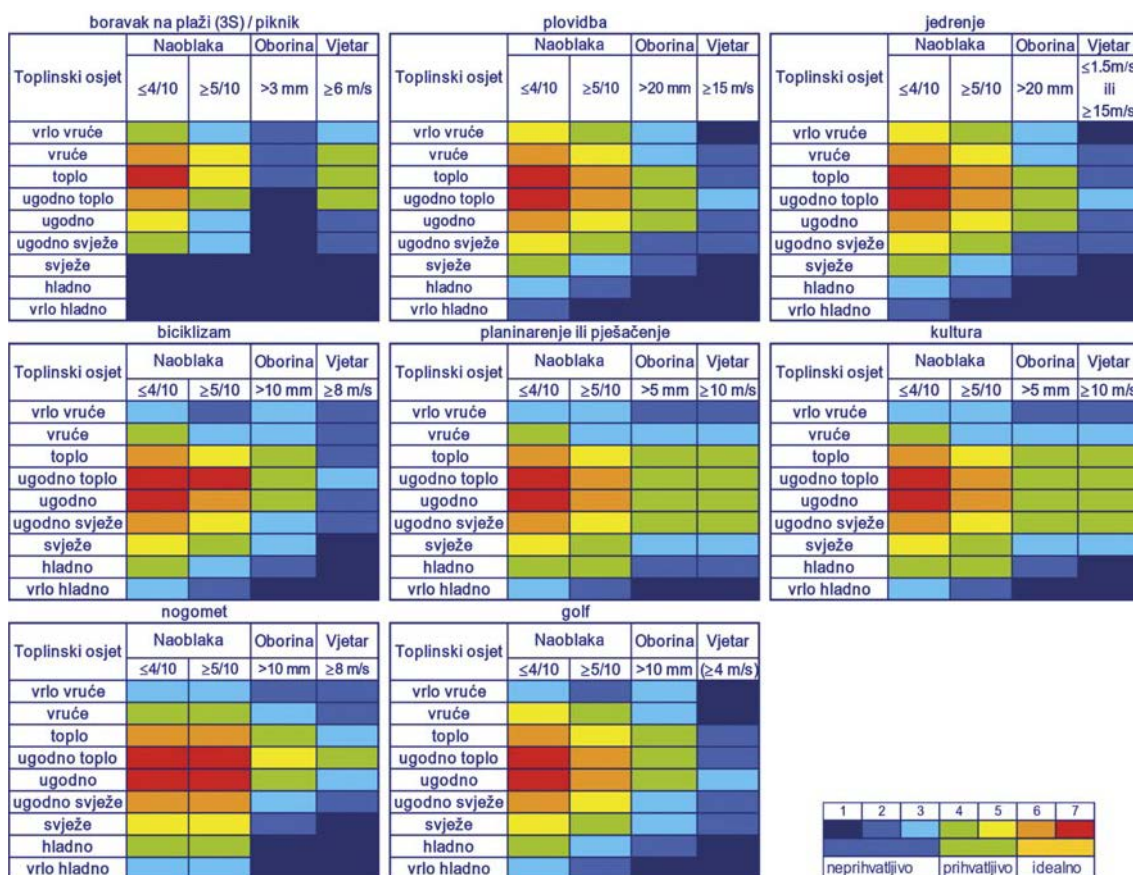 boravak na plaži (3S) / piknik
Toplinski osjet Naoblaka Oborina Vjetar
≤4/10 ≥5/10 >3 mm ≥6 m/s
vrlo vruće
vruće
toplo
ugodno toplo
ugodno
ugodno svježe
svježe
hladno
vrlo hladno
plovidba
Toplinski osjet Naoblaka Oborina Vjetar
≤4/10 ≥5/10 >20 mm ≥15 m/s
vrlo vruće
vruće
toplo
ugodno toplo
ugodno
ugodno svježe
svježe
hladno
vrlo hladno
jedrenje
Toplinski osjet Naoblaka Oborina Vjetar
≤4/10 ≥5/10 >20 mm ≤1.5m/s
ili
≥15m/s
vrlo vruće
vruće
toplo
ugodno toplo
ugodno
ugodno svježe
svježe
hladno
vrlo hladno
biciklizam
Toplinski osjet Naoblaka Oborina Vjetar
≤4/10 ≥5/10 >10 mm ≥8 m/s
vrlo vruće
vruće
toplo
ugodno toplo
ugodno
ugodno svježe
svježe
hladno
vrlo hladno
planinarenje ili pješačenje
Toplinski osjet Naoblaka Oborina Vjetar
≤4/10 ≥5/10 >5 mm ≥10 m/s
vrlo vruće
vruće
toplo
ugodno toplo
ugodno
ugodno svježe
svježe
hladno
vrlo hladno
kultura
Toplinski osjet Naoblaka Oborina Vjetar
≤4/10 ≥5/10 >5 mm ≥10 m/s
vrlo vruće
vruće
toplo
ugodno toplo
ugodno
ugodno svježe
svježe
hladno
vrlo hladno
nogomet
Toplinski osjet Naoblaka Oborina Vjetar
≤4/10 ≥5/10 >10 mm ≥8 m/s
vrlo vruće
vruće
toplo
ugodno toplo
ugodno
ugodno svježe
svježe
hladno
vrlo hladno
golf
Toplinski osjet Naoblaka Oborina Vjetar
≤4/10 ≥5/10 >10 mm (≥4 m/s)
vrlo vruće
vruće
toplo
ugodno toplo
ugodno
ugodno svježe
svježe
hladno
vrlo hladno
1 2 3 4 5 6 7
neprihvatljivo prihvatljivo idealno